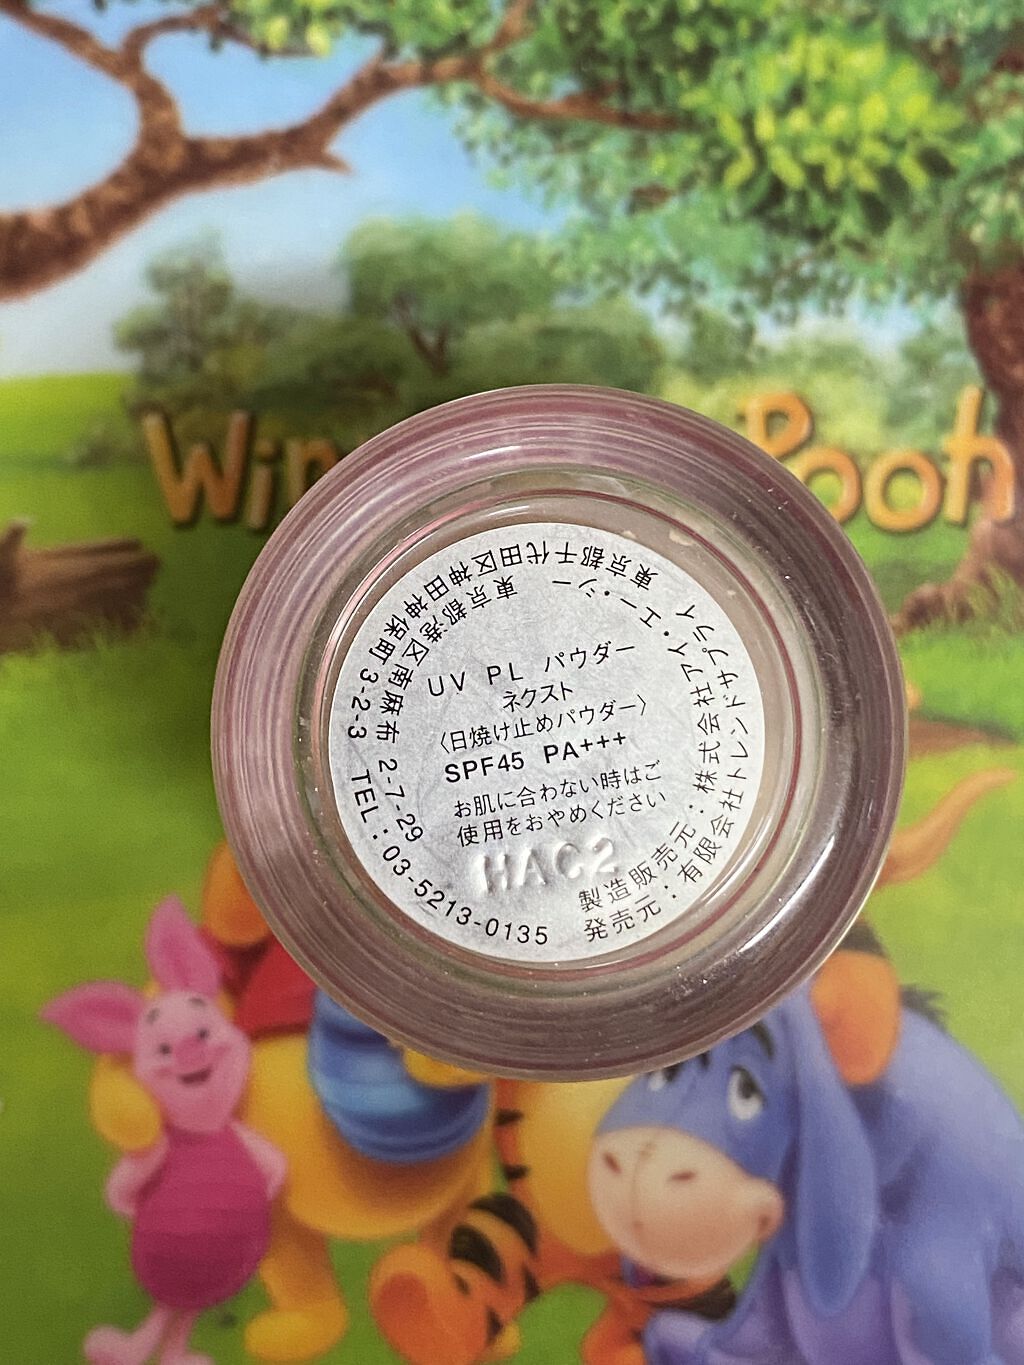 Win
Pooh
UV PL パウダー
ネクスト
〈日焼け止めパウダー〉
SPF45 PA+++
お肌に合わない時はご
使用をおやめください
HAC2
製造販売元：株式会社アイ・エー・シー 東京都港区南麻布 2-7-29
発売元：有限会社トレンドサプライ 東京都千代田区神田神保町 3-2-3 TEL：03-5213-0135